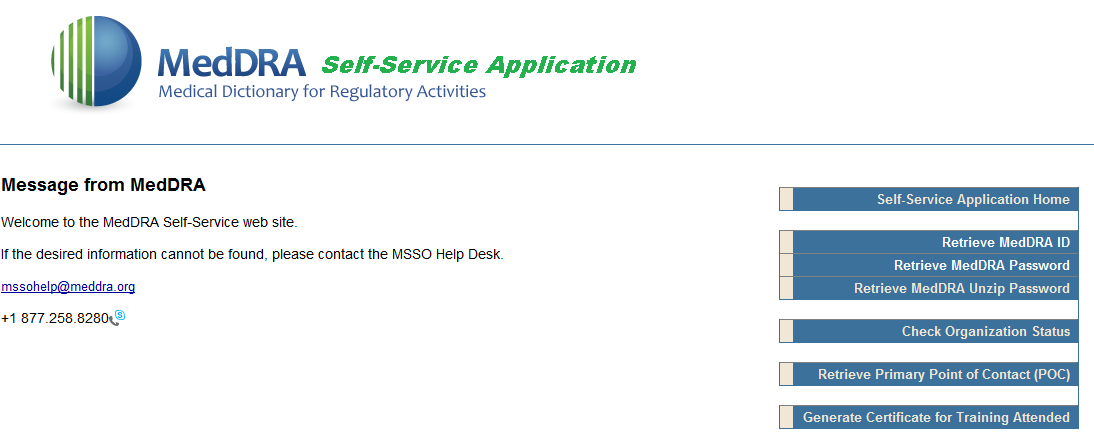 MedDRA Self-Service Application
Medical Dictionary for Regulatory Activities
Message from MedDRA
Welcome to the MedDRA Self-Service web site.
If the desired information cannot be found, please contact the MSSO Help Desk.
mssohelp@meddra.org
+1 877.258.8280
Self-Service Application Home
Retrieve MedDRA ID
Retrieve MedDRA Password
Retrieve MedDRA Unzip Password
Check Organization Status
Retrieve Primary Point of Contact (POC)
Generate Certificate for Training Attended